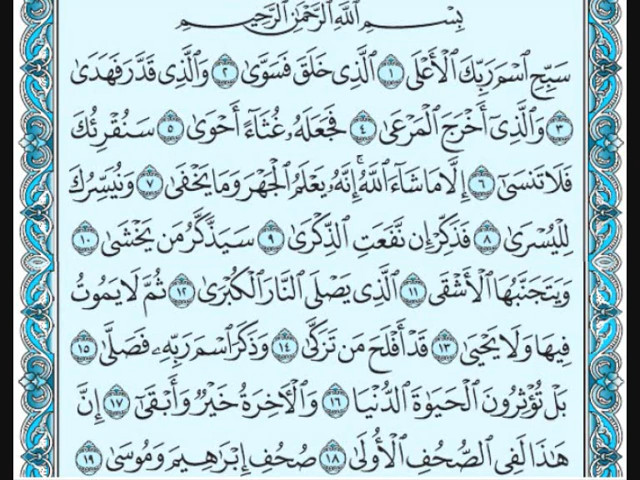 بِسْمِ ٱللَّهِ ٱلرَّحْمَٰنِ ٱلرَّحِيمِ
سَبِّحِ ٱسْمَ رَبِّكَ ٱلْأَعْلَى ١ ٱلَّذِى خَلَقَ فَسَوَّىٰ ٢ وَٱلَّذِى قَدَّرَ فَهَدَىٰ
٣ وَٱلَّذِىٓ أَخْرَجَ ٱلْمَرْعَىٰ ٤ فَجَعَلَهُۥ غُثَآءً أَحْوَىٰ ٥ سَنُقْرِئُكَ
فَلَا تَنسَىٰٓ ٦ إِلَّا مَا شَآءَ ٱللَّهُ ۚ إِنَّهُۥ يَعْلَمُ ٱلْجَهْرَ وَمَا يَخْفَىٰ ٧ وَنُيَسِّرُكَ
لِلْيُسْرَىٰ ٨ فَذَكِّرْ إِن نَّفَعَتِ ٱلذِّكْرَىٰ ٩ سَيَذَّكَّرُ مَن يَخْشَىٰ ١٠
وَيَتَجَنَّبُهَا ٱلْأَشْقَى ١١ ٱلَّذِى يَصْلَى ٱلنَّارَ ٱلْكُبْرَىٰ ١٢ ثُمَّ لَا يَمُوتُ
فِيهَا وَلَا يَحْيَىٰ ١٣ قَدْ أَفْلَحَ مَن تَزَكَّىٰ ١٤ وَذَكَرَ ٱسْمَ رَبِّهِۦ فَصَلَّىٰ ١٥
بَلْ تُؤْثِرُونَ ٱلْحَيَوٰةَ ٱلدُّنْيَا ١٦ وَٱلْأٓخِرَةُ خَيْرٌ وَأَبْقَىٰٓ ١٧ إِنَّ
هَٰذَا لَفِى ٱلصُّحُفِ ٱلْأُولَىٰ ١٨ صُحُفِ إِبْرَٰهِيمَ وَمُوسَىٰ ١٩